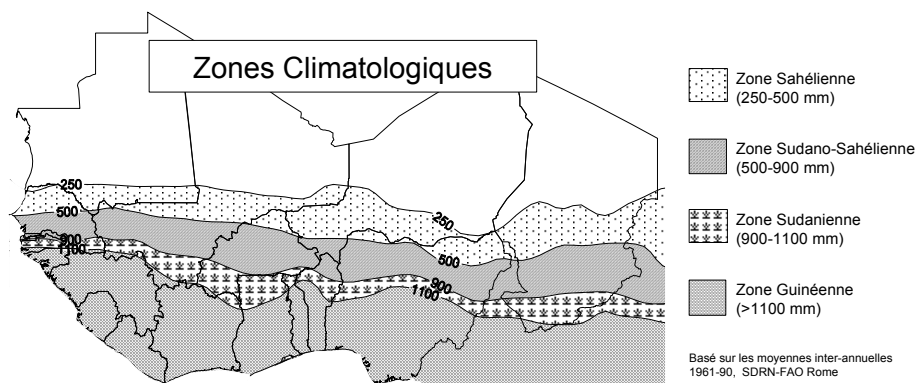 Zones Climatologiques
Zone Sahélienne
(250-500 mm)
Zone Sudano-Sahélienne
(500-900 mm)
Zone Sudanienne
(900-1100 mm)
Zone Guinéenne
(>1100 mm)
Basé sur les moyennes inter-annuelles
1961-90, SDRN-FAO Rome
250
500
900
1100
250
500
900
1100